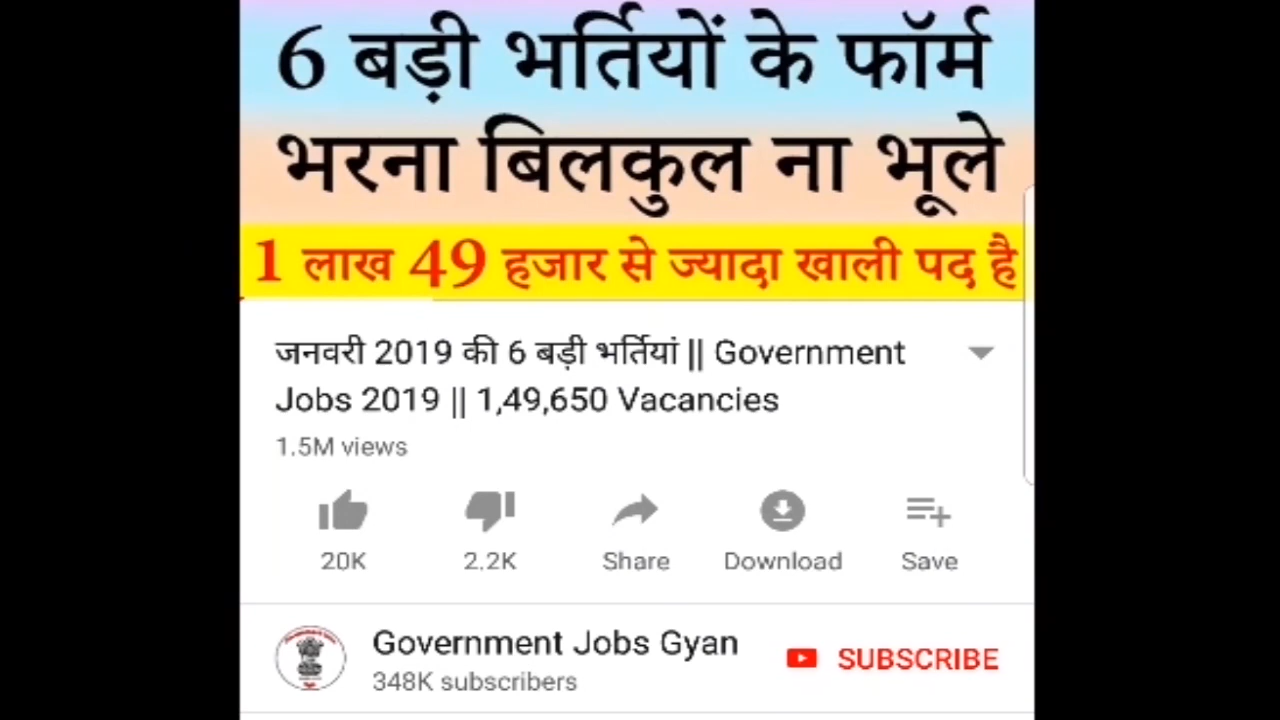 6 बड़ी भर्तियों के फॉर्म
भरना बिलकुल ना भूले
1 लाख 49 हजार से ज्यादा खाली पद है
जनवरी 2019 की 6 बड़ी भर्तियां || Government
Jobs 2019 || 1,49,650 Vacancies
1.5M views
20K 2.2K Share Download Save
Government Jobs Gyan
348K subscribers
SUBSCRIBE